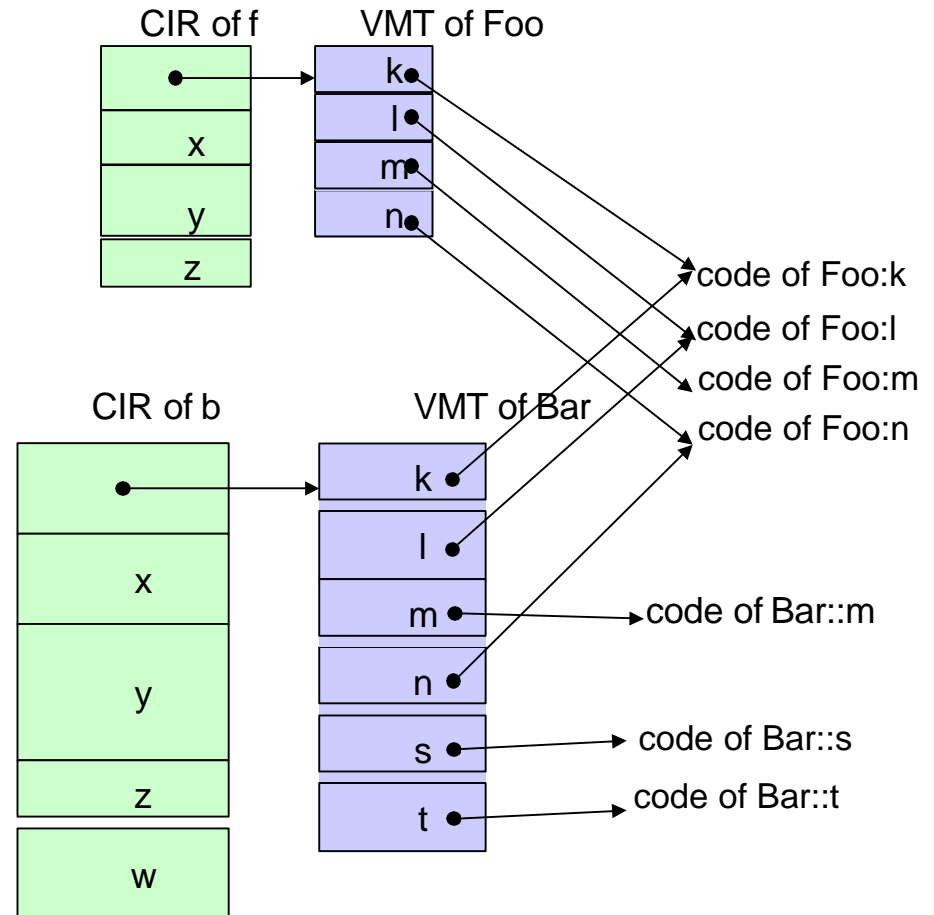 CIR of f
VMT of Foo
k
x
l
m
y
n
z
code of Foo:k
code of Foo:l
code of Foo:m
code of Foo:n
CIR of b
VMT of Bar
k
l
x
m
code of Bar::m
y
n
s
code of Bar::s
z
t
code of Bar::t
w